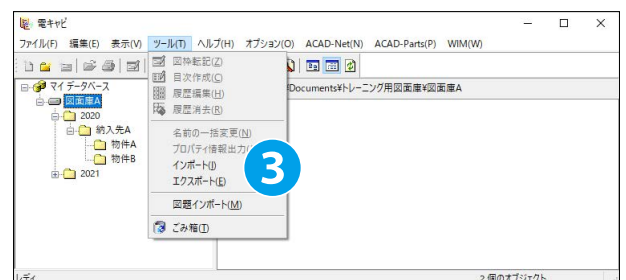 電キャビ
ファイル(F) 編集(E) 表示(V) ツール(T) ヘルプ(H) オプション(O) ACAD-Net(N) ACAD-Parts(P) WIM(W)
図枠転記(Z)
目次作成(C)
履歴編集(H)
履歴消去(R)
名前の一括変更(N)
プロパティ情報出力
インポート(I)
エクスポート(E)
図題インポート(M)
ごみ箱(T)
3
マイ データベース
図面庫A
2020
納入先A
物件A
物件B
2021
Documents¥トレーニング用図面庫¥図面庫A
レディ
2 個のオブジェクト